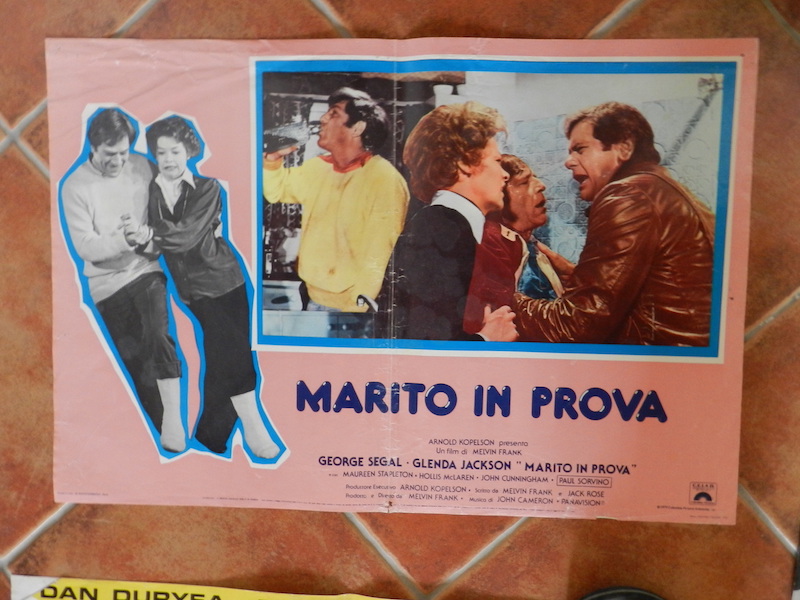 MARITO IN PROVA
ARNOLD KOPELSON presenta
Un film di MELVIN FRANK
GEORGE SEGAL · GLENDA JACKSON "MARITO IN PROVA"
MAUREEN STAPLETON · HOLLIS McLAREN · JOHN CUNNINGHAM · PAUL SORVINO
Produttore Esecutivo ARNOLD KOPELSON · Scritto da MELVIN FRANK e JACK ROSE
Prodotto e Diretto da MELVIN FRANK · Musica di JOHN CAMERON · PANAVISION®
DAN DURYEA